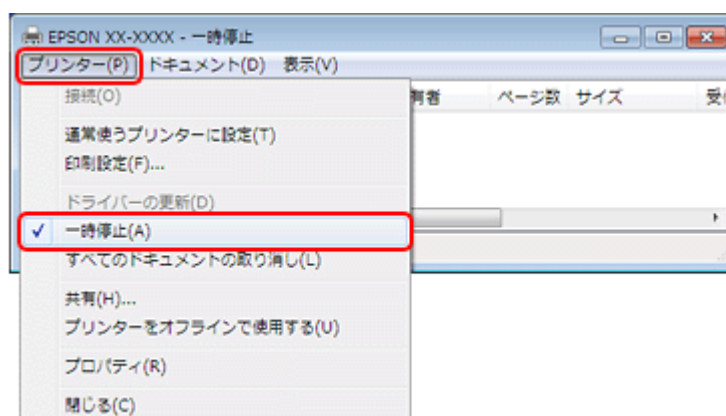 EPSON XX-XXXX - 一時停止
プリンター(P) ドキュメント(D) 表示(V)
接続(O)
有者 ページ数 サイズ 受
通常使うプリンターに設定(T)
印刷設定(F)...
ドライバーの更新(D)
一時停止(A)
すべてのドキュメントの取り消し(L)
共有(H)...
プリンターをオフラインで使用する(U)
プロパティ(R)
閉じる(C)